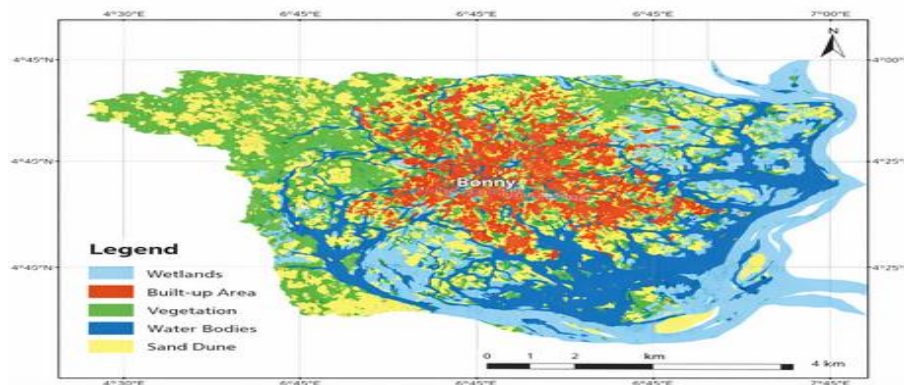 4°30'E 6°45'E 6°45'E 6°45'E 7°00'E
N
4°45'N 4°00'N
4°40'N 4°25'N
Bonny
4°45'N 4°25'N
Legend
Wetlands
Built-up Area
Vegetation
Water Bodies
Sand Dune
0 1 2 km 4 km
4°30'E 6°45'E 6°45'E 6°45'E 7°45'E